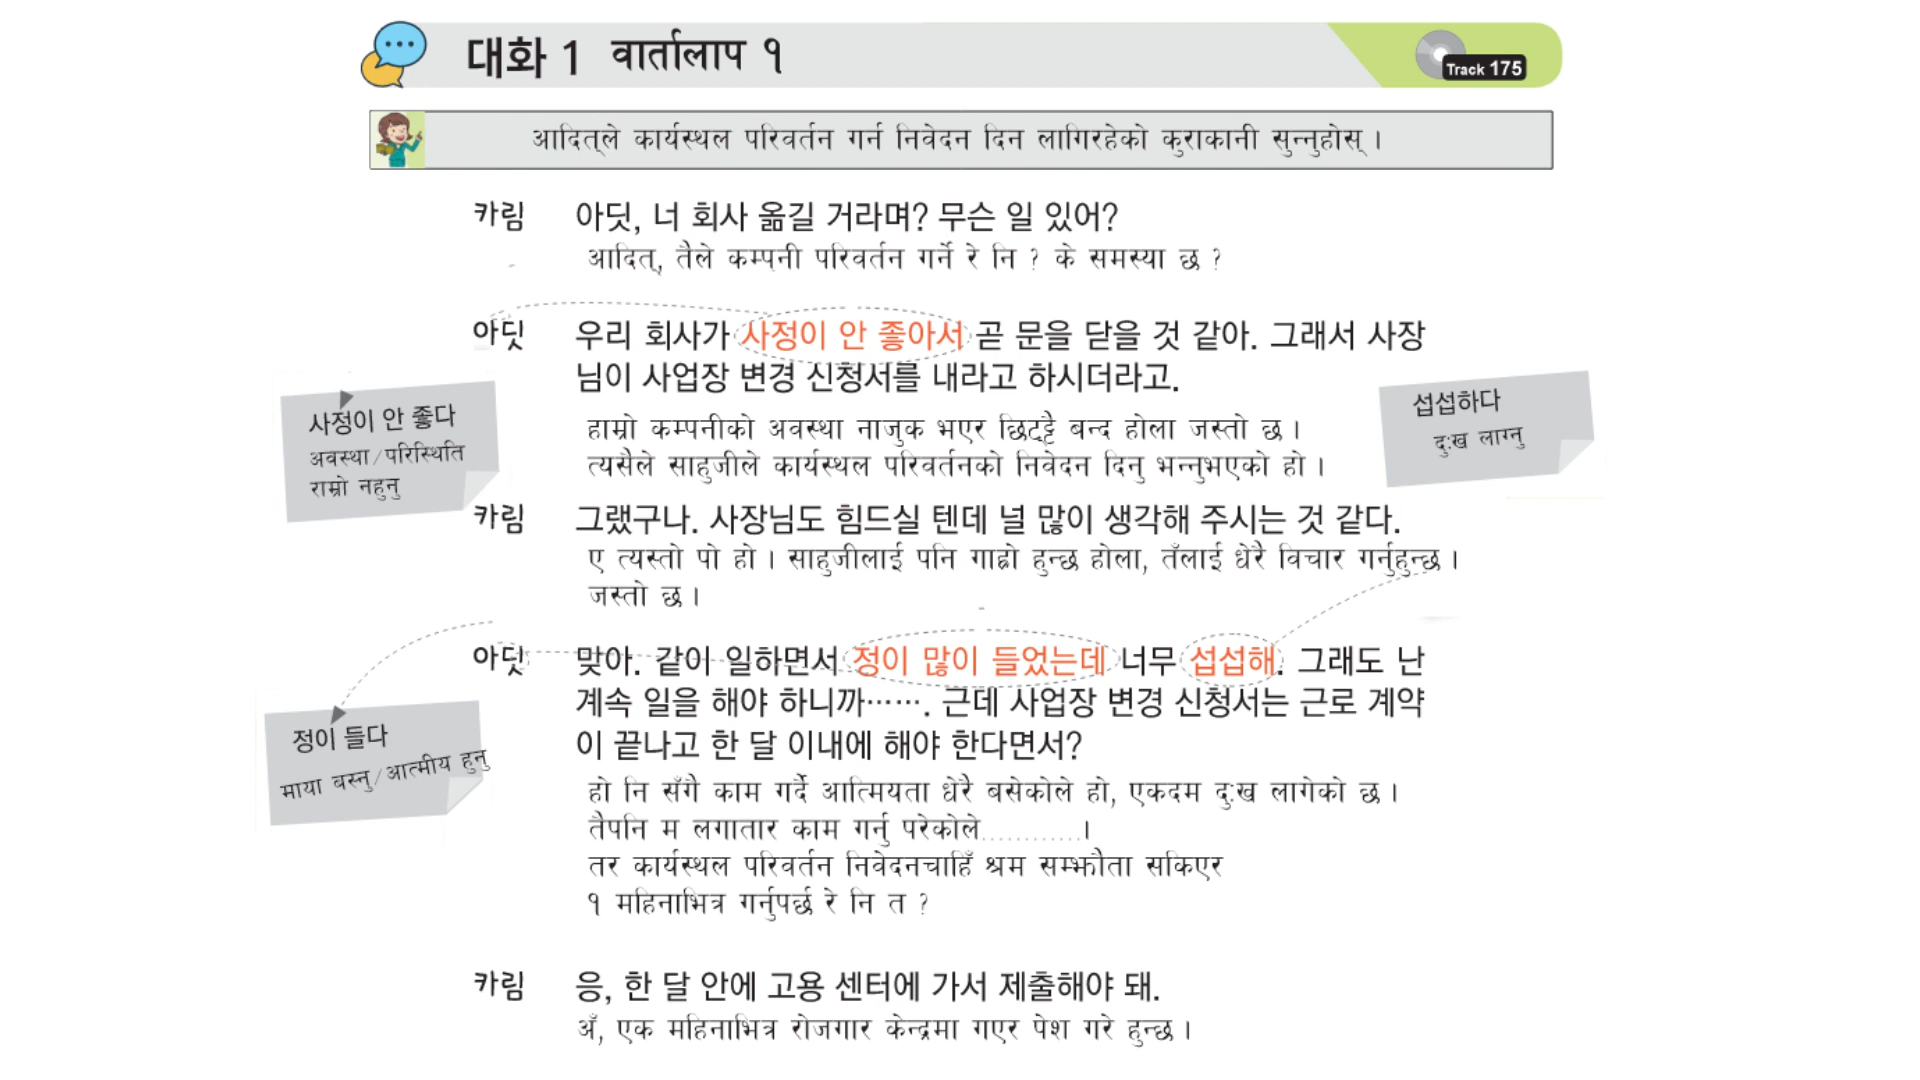 대화 1 वार्तालाप १
Track 175
आदित्‌ले कार्यस्थल परिवर्तन गर्न निवेदन दिन लागिरहेको कुराकानी सुन्नुहोस् ।
카림 아딧, 너 회사 옮길 거라며? 무슨 일 있어?
आदित्, तैले कम्पनी परिवर्तन गर्ने रे नि ? के समस्या छ ?
아딧 우리 회사가 사정이 안 좋아서 곧 문을 닫을 것 같아. 그래서 사장
님이 사업장 변경 신청서를 내라고 하시더라고.
हाम्रो कम्पनीको अवस्था नाजुक भएर छिट्टै बन्द होला जस्तो छ ।
त्यसैले साहुजीले कार्यस्थल परिवर्तनको निवेदन दिनु भन्नुभएको हो ।
사정이 안 좋다
अवस्था/परिस्थिति
राम्रो नहुनु
섭섭하다
दुःख लाग्नु
카림 그랬구나. 사장님도 힘드실 텐데 널 많이 생각해 주시는 것 같다.
ए त्यस्तो पो हो । साहुजीलाई पनि गाह्रो हुन्छ होला, तँलाई धेरै विचार गर्नुहुन्छ ।
जस्तो छ ।
아딧 맞아. 같이 일하면서 정이 많이 들었는데 너무 섭섭해. 그래도 난
계속 일을 해야 하니까……. 근데 사업장 변경 신청서는 근로 계약
이 끝나고 한 달 이내에 해야 한다면서?
हो नि सँगै काम गर्दै आत्मियता धेरै बसेकोले हो, एकदम दुःख लागेको छ ।
तैपनि म लगातार काम गर्नु परेकोले...........।
तर कार्यस्थल परिवर्तन निवेदनचाहिँ श्रम सम्झौता सकिएर
१ महिनाभित्र गर्नुपर्छ रे नि त ?
정이 들다
माया बस्नु/आत्मीय हुनु
카림 응, 한 달 안에 고용 센터에 가서 제출해야 돼.
अँ, एक महिनाभित्र रोजगार केन्द्रमा गएर पेश गरे हुन्छ ।